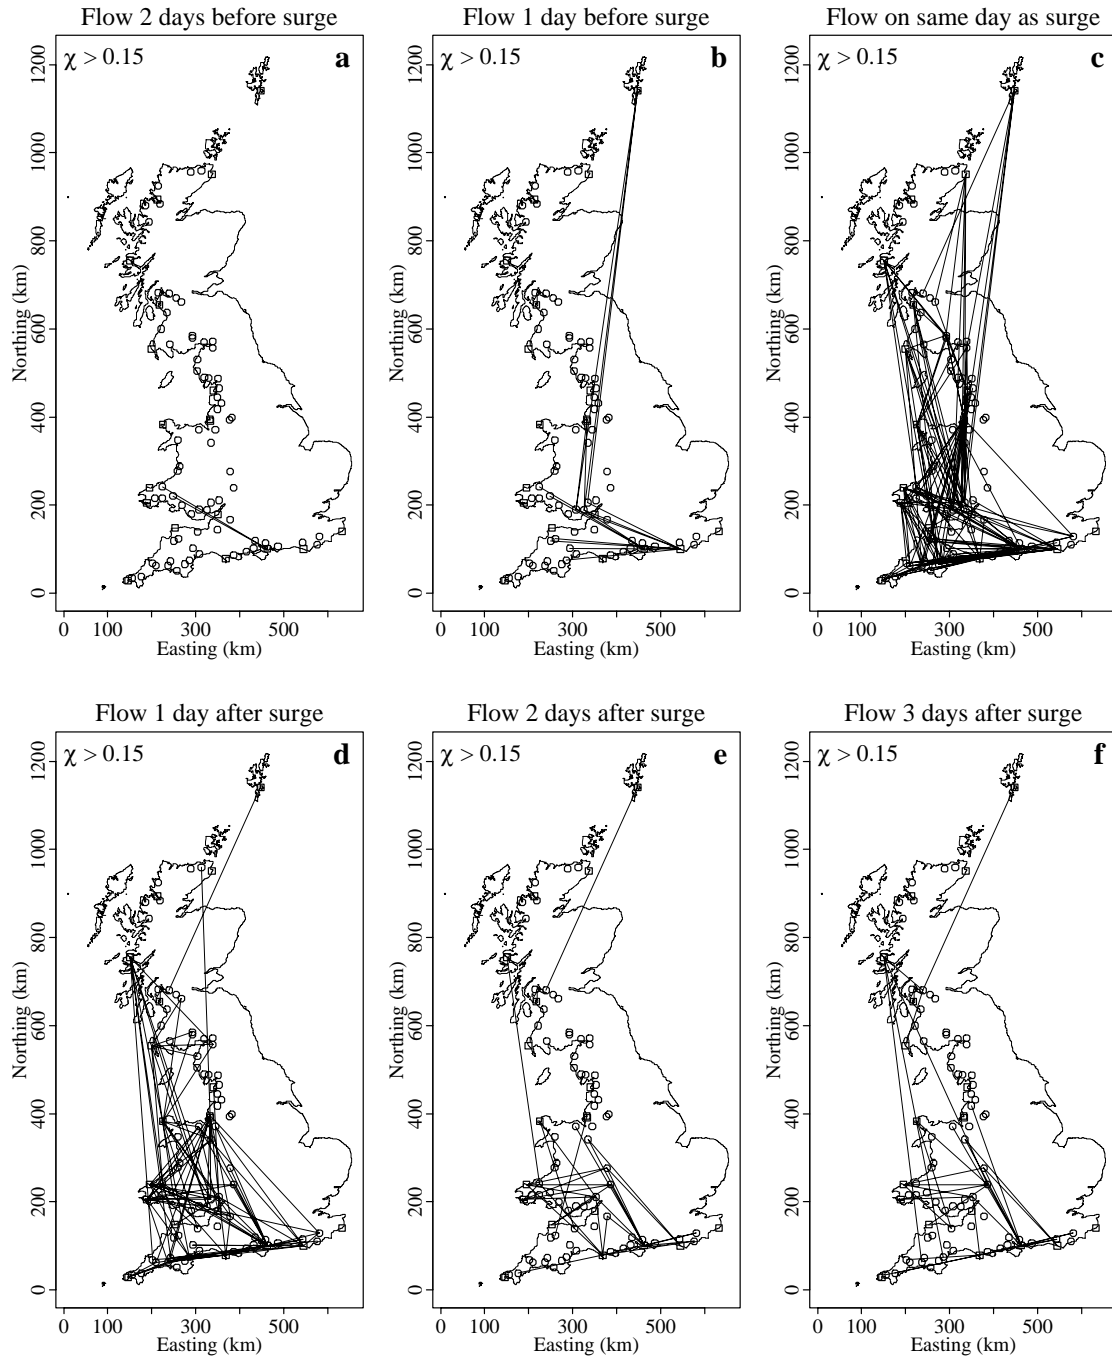 Flow 2 days before surge
Flow 1 day before surge
Flow on same day as surge
χ > 0.15
a
χ > 0.15
b
χ > 0.15
c
Northing (km)
0 200 400 600 800 1000 1200
Northing (km)
0 200 400 600 800 1000 1200
Northing (km)
0 200 400 600 800 1000 1200
0 100 300 500
0 100 300 500
0 100 300 500
Easting (km)
Easting (km)
Easting (km)
Flow 1 day after surge
Flow 2 days after surge
Flow 3 days after surge
χ > 0.15
d
χ > 0.15
e
χ > 0.15
f
Northing (km)
0 200 400 600 800 1000 1200
Northing (km)
0 200 400 600 800 1000 1200
Northing (km)
0 200 400 600 800 1000 1200
0 100 300 500
0 100 300 500
0 100 300 500
Easting (km)
Easting (km)
Easting (km)